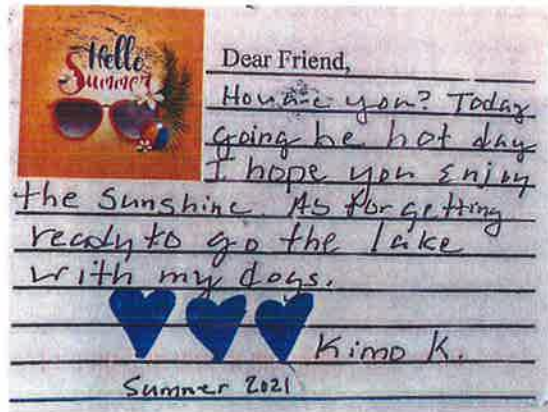 Hello
Summer
Dear Friend,
How are you? Today
going be hot day
I hope you Enjoy
the Sunshine. As for getting
ready to go the lake
with my dogs.
Kimo K.
Summer 2021